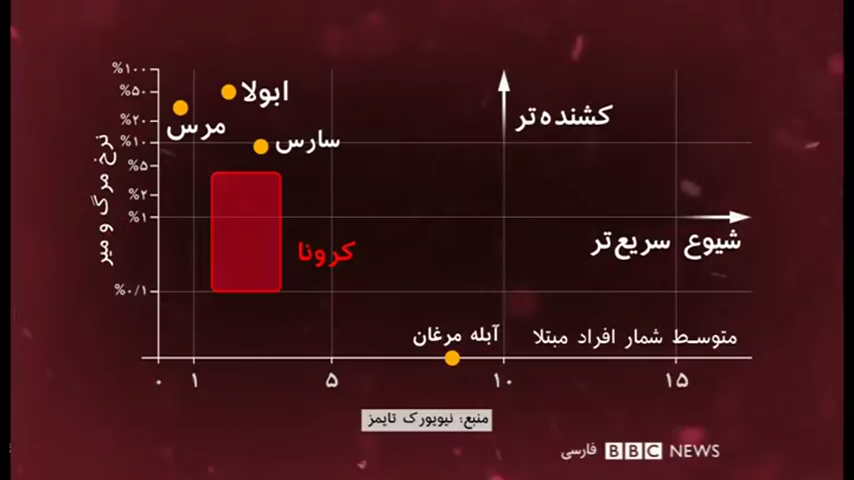 %۱۰۰
%۵۰
%۲۰
%۱۰
%۵
%۲
%۱
%۰/۱
نرخ مرگ و میر
ابولا
مرس
سارس
کشنده‌تر
شیوع سریع‌تر
کرونا
آبله مرغان
متوسط شمار افراد مبتلا
۰ ۱ ۵ ۱۰ ۱۵
منبع: نیویورک تایمز
BBC NEWS فارسی